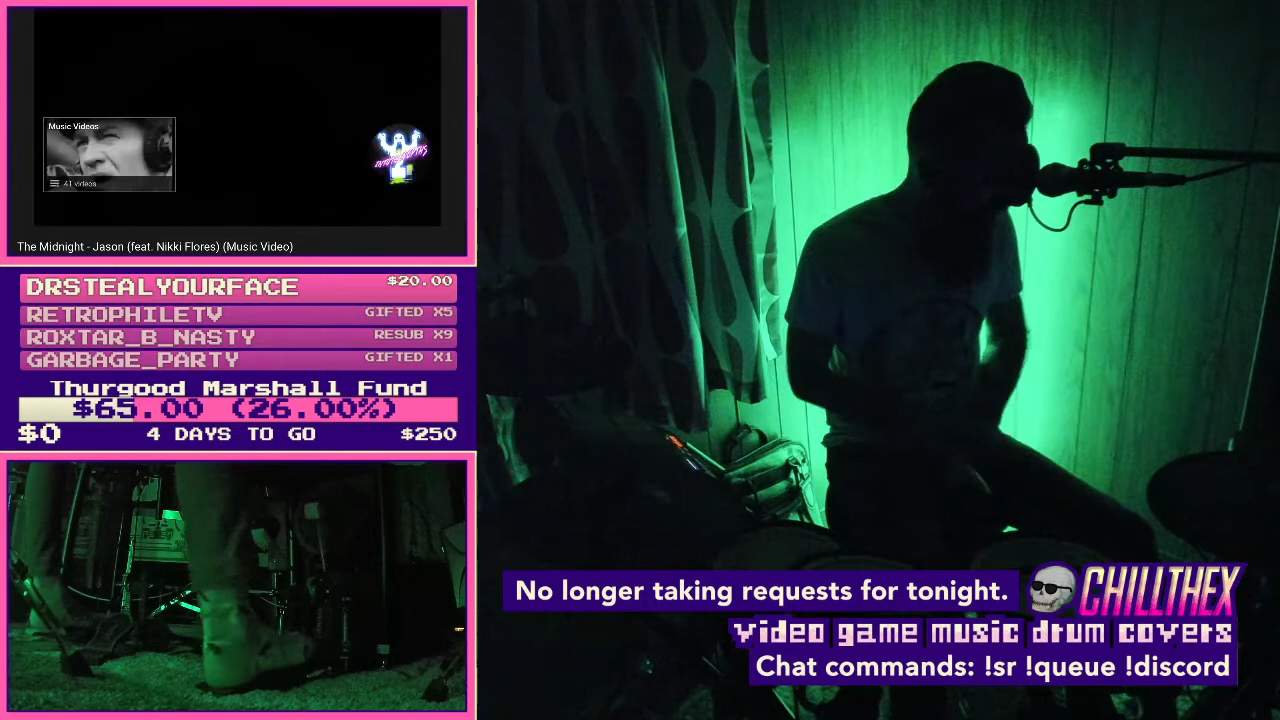 Music Videos
41 videos
The Midnight - Jason (feat. Nikki Flores) (Music Video)
DRSTEALYOURFACE $20.00
RETROPHILETV GIFTED X5
ROXTAR_B_NASTY RESUB X9
GARBAGE_PARTY GIFTED X1
Thurgood Marshall Fund
$65.00 (26.00%)
$0 4 DAYS TO GO $250
No longer taking requests for tonight.
CHILLTHEX
video game music drum covers
Chat commands: !sr !queue !discord